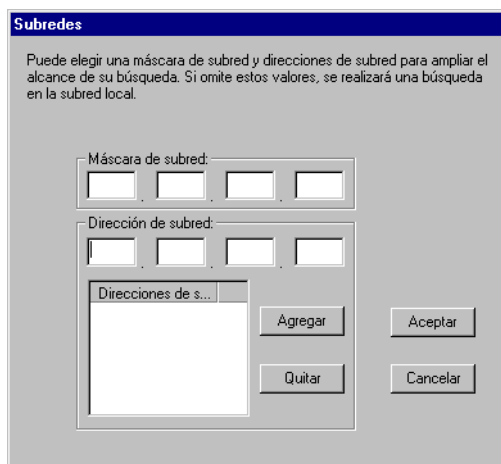 Subredes
Puede elegir una máscara de subred y direcciones de subred para ampliar el
alcance de su búsqueda. Si omite estos valores, se realizará una búsqueda
en la subred local.
Máscara de subred:
. . .
Dirección de subred:
. . .
Direcciones de s...
Agregar
Aceptar
Quitar
Cancelar